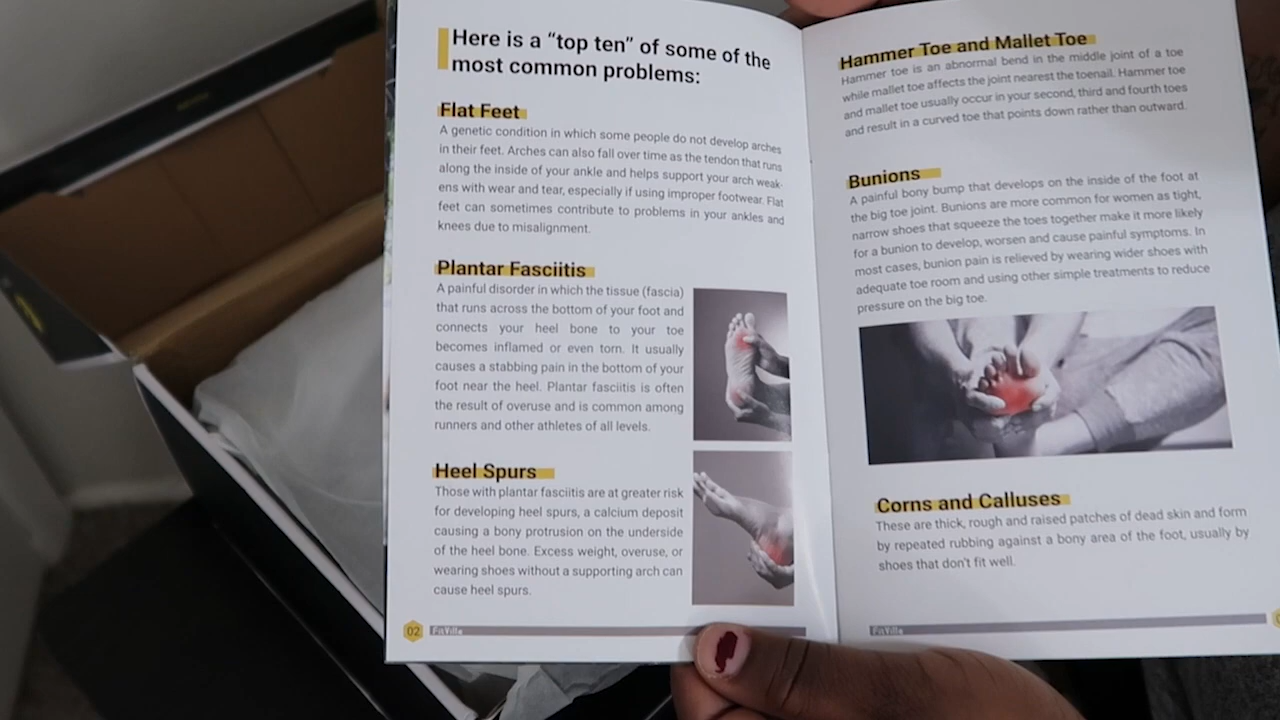 Here is a “top ten” of some of the
most common problems:
Flat Feet
A genetic condition in which some people do not develop arches
in their feet. Arches can also fall over time as the tendon that runs
along the inside of your ankle and helps support your arch weak-
ens with wear and tear, especially if using improper footwear. Flat
feet can sometimes contribute to problems in your ankles and
knees due to misalignment.
Plantar Fasciitis
A painful disorder in which the tissue (fascia)
that runs across the bottom of your foot and
connects your heel bone to your toe
becomes inflamed or even torn. It usually
causes a stabbing pain in the bottom of your
foot near the heel. Plantar fasciitis is often
the result of overuse and is common among
runners and other athletes of all levels.
Heel Spurs
Those with plantar fasciitis are at greater risk
for developing heel spurs, a calcium deposit
causing a bony protrusion on the underside
of the heel bone. Excess weight, overuse, or
wearing shoes without a supporting arch can
cause heel spurs.
02 FitVille
Hammer Toe and Mallet Toe
Hammer toe is an abnormal bend in the middle joint of a toe
while mallet toe affects the joint nearest the toenail. Hammer toe
and mallet toe usually occur in your second, third and fourth toes
and result in a curved toe that points down rather than outward.
Bunions
A painful bony bump that develops on the inside of the foot at
the big toe joint. Bunions are more common for women as tight,
narrow shoes that squeeze the toes together make it more likely
for a bunion to develop, worsen and cause painful symptoms. In
most cases, bunion pain is relieved by wearing wider shoes with
adequate toe room and using other simple treatments to reduce
pressure on the big toe.
Corns and Calluses
These are thick, rough and raised patches of dead skin and form
by repeated rubbing against a bony area of the foot, usually by
shoes that don't fit well.
FitVille